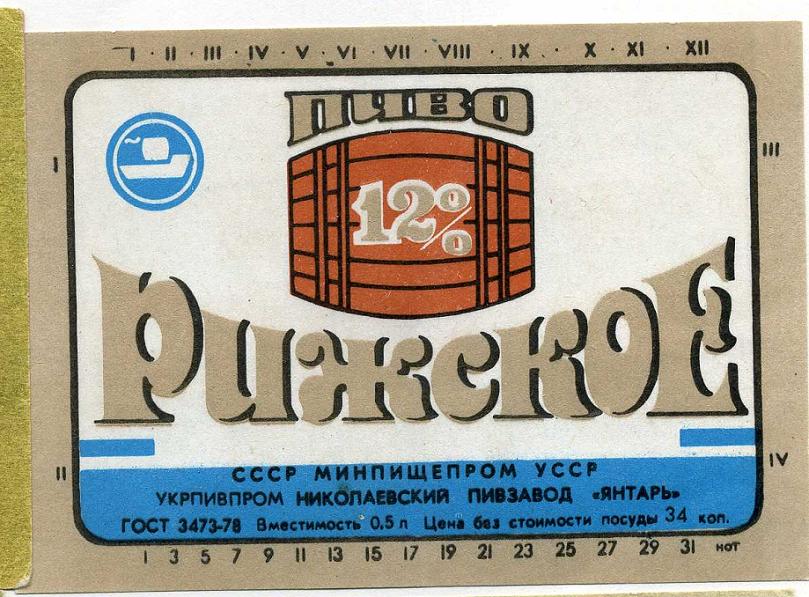 I · II · III · IV · V · VI · VII · VIII · IX · X · XI · XII
ПИВО
12%
I
III
РИЖСКОЕ
II
IV
СССР МИНПИЩЕПРОМ УССР
УКРПИВПРОМ НИКОЛАЕВСКИЙ ПИВЗАВОД «ЯНТАРЬ»
ГОСТ 3473-78 Вместимость 0,5 л Цена без стоимости посуды 34 коп.
1 3 5 7 9 11 13 15 17 19 21 23 25 27 29 31 нот